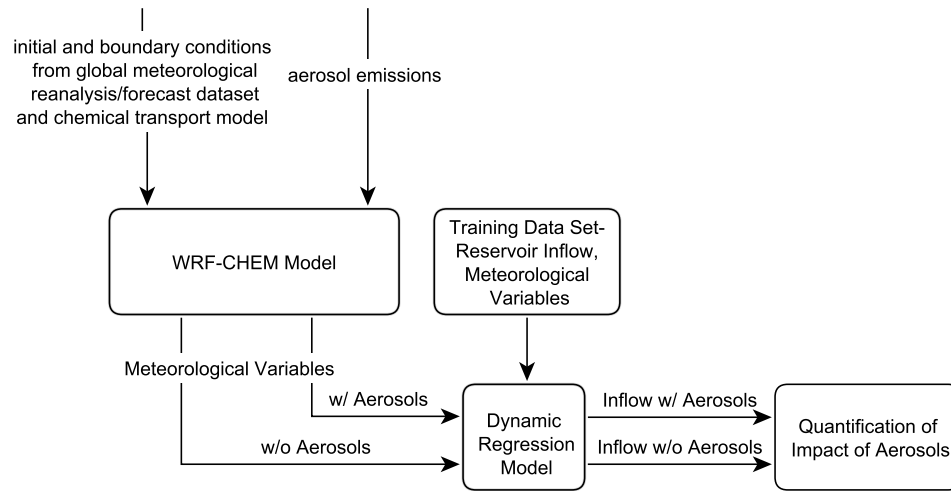 initial and boundary conditions
from global meteorological
reanalysis/forecast dataset
and chemical transport model
aerosol emissions
WRF-CHEM Model
Training Data Set-
Reservoir Inflow,
Meteorological
Variables
Meteorological Variables
w/ Aerosols
w/o Aerosols
Dynamic
Regression
Model
Inflow w/ Aerosols
Inflow w/o Aerosols
Quantification of
Impact of Aerosols